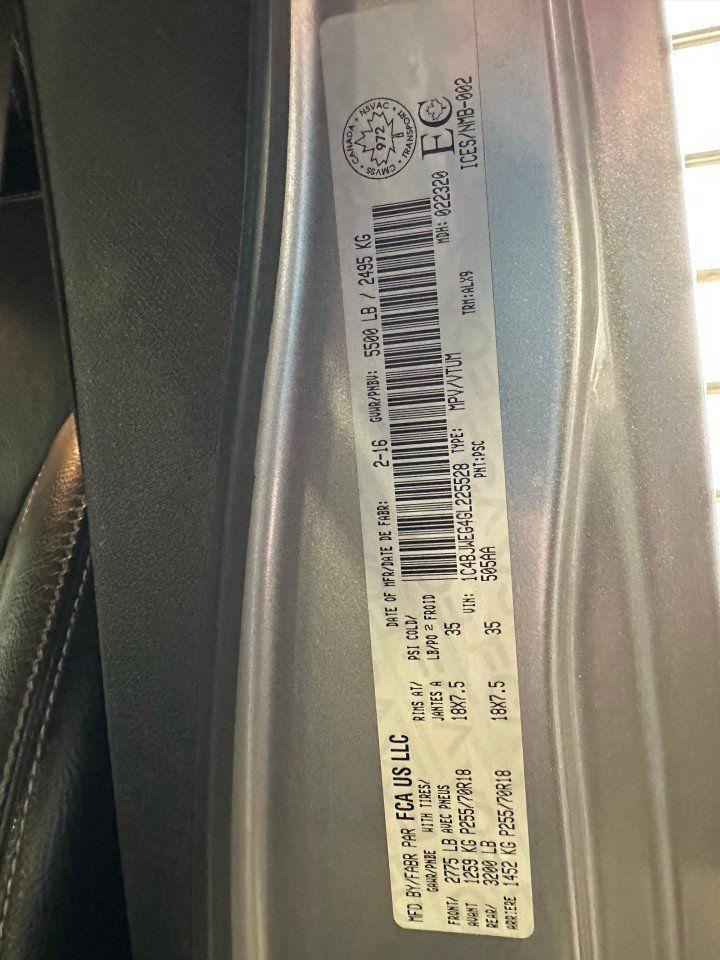 MFD BY/FABR PAR FCA US LLC
DATE OF MFR/DATE DE FABR: 2-16 GVWR/PNBV: 5500 LB / 2495 KG
GAWR/PNBE WITH TIRES/ RIMS AT/ PSI COLD/
AVEC PNEUS JANTES A LB/PO 2 FROID
FRONT/ 2775 LB
AVANT 1259 KG P255/70R18 18X7.5 35
REAR/ 3200 LB
ARRIERE 1452 KG P255/70R18 18X7.5 35
VIN: 1C4BJWEG4GL225528 TYPE: MPV/VTUM MDH: 022320
505AA PNT:PSC TRM:ALX9 ICES/NMB-002
CANADA • NSVAC • TRANSPORT • CMVSS •
972
EC